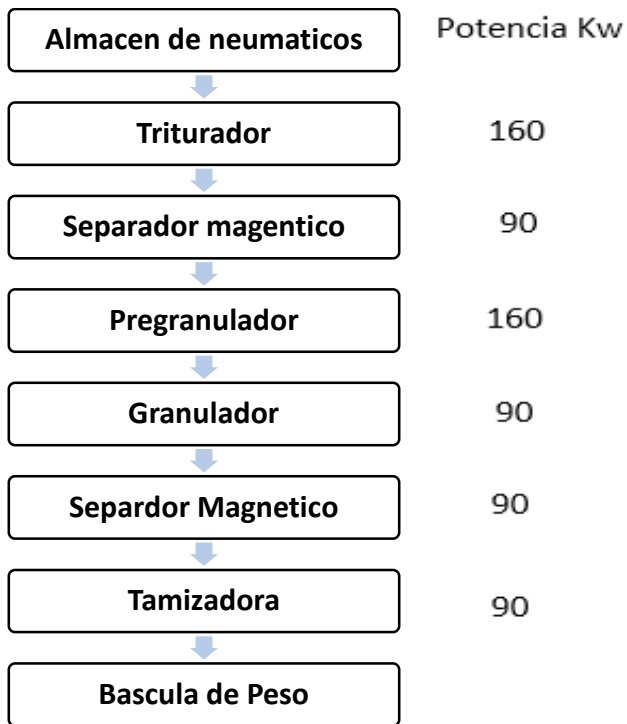 Almacen de neumaticos Potencia Kw
Triturador 160
Separador magentico 90
Pregranulador 160
Granulador 90
Separdor Magnetico 90
Tamizadora 90
Bascula de Peso